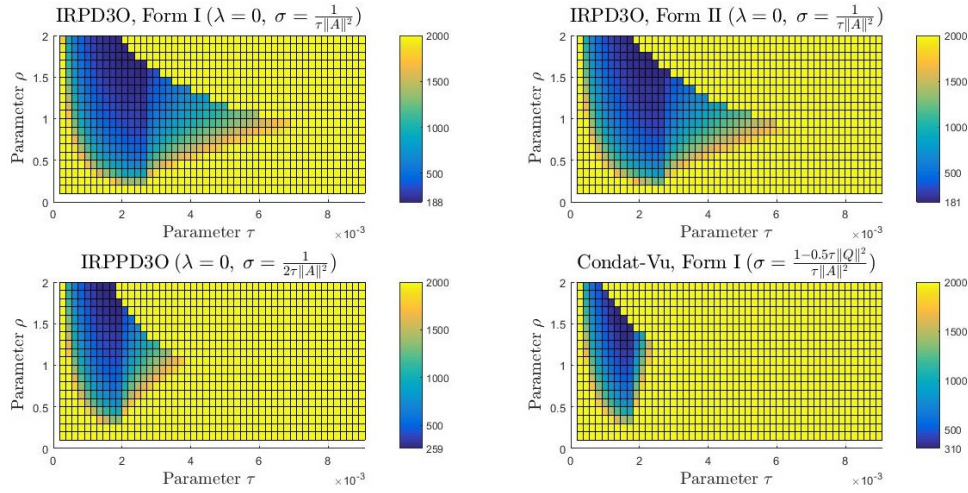 IRPD3O, Form I (λ = 0, σ = 1/(τ‖A‖²))
2
1.5
1
0.5
0
Parameter ρ
0 2 4 6 8
×10⁻³
Parameter τ
2000
1500
1000
500
188
IRPD3O, Form II (λ = 0, σ = 1/(τ‖A‖²))
2
1.5
1
0.5
0
Parameter ρ
0 2 4 6 8
×10⁻³
Parameter τ
2000
1500
1000
500
181
IRPPD3O (λ = 0, σ = 1/(2τ‖A‖²))
2
1.5
1
0.5
0
Parameter ρ
0 2 4 6 8
×10⁻³
Parameter τ
2000
1500
1000
500
259
Condat-Vu, Form I (σ = (1−0.5τ‖Q‖²)/(τ‖A‖²))
2
1.5
1
0.5
0
Parameter ρ
0 2 4 6 8
×10⁻³
Parameter τ
2000
1500
1000
500
310